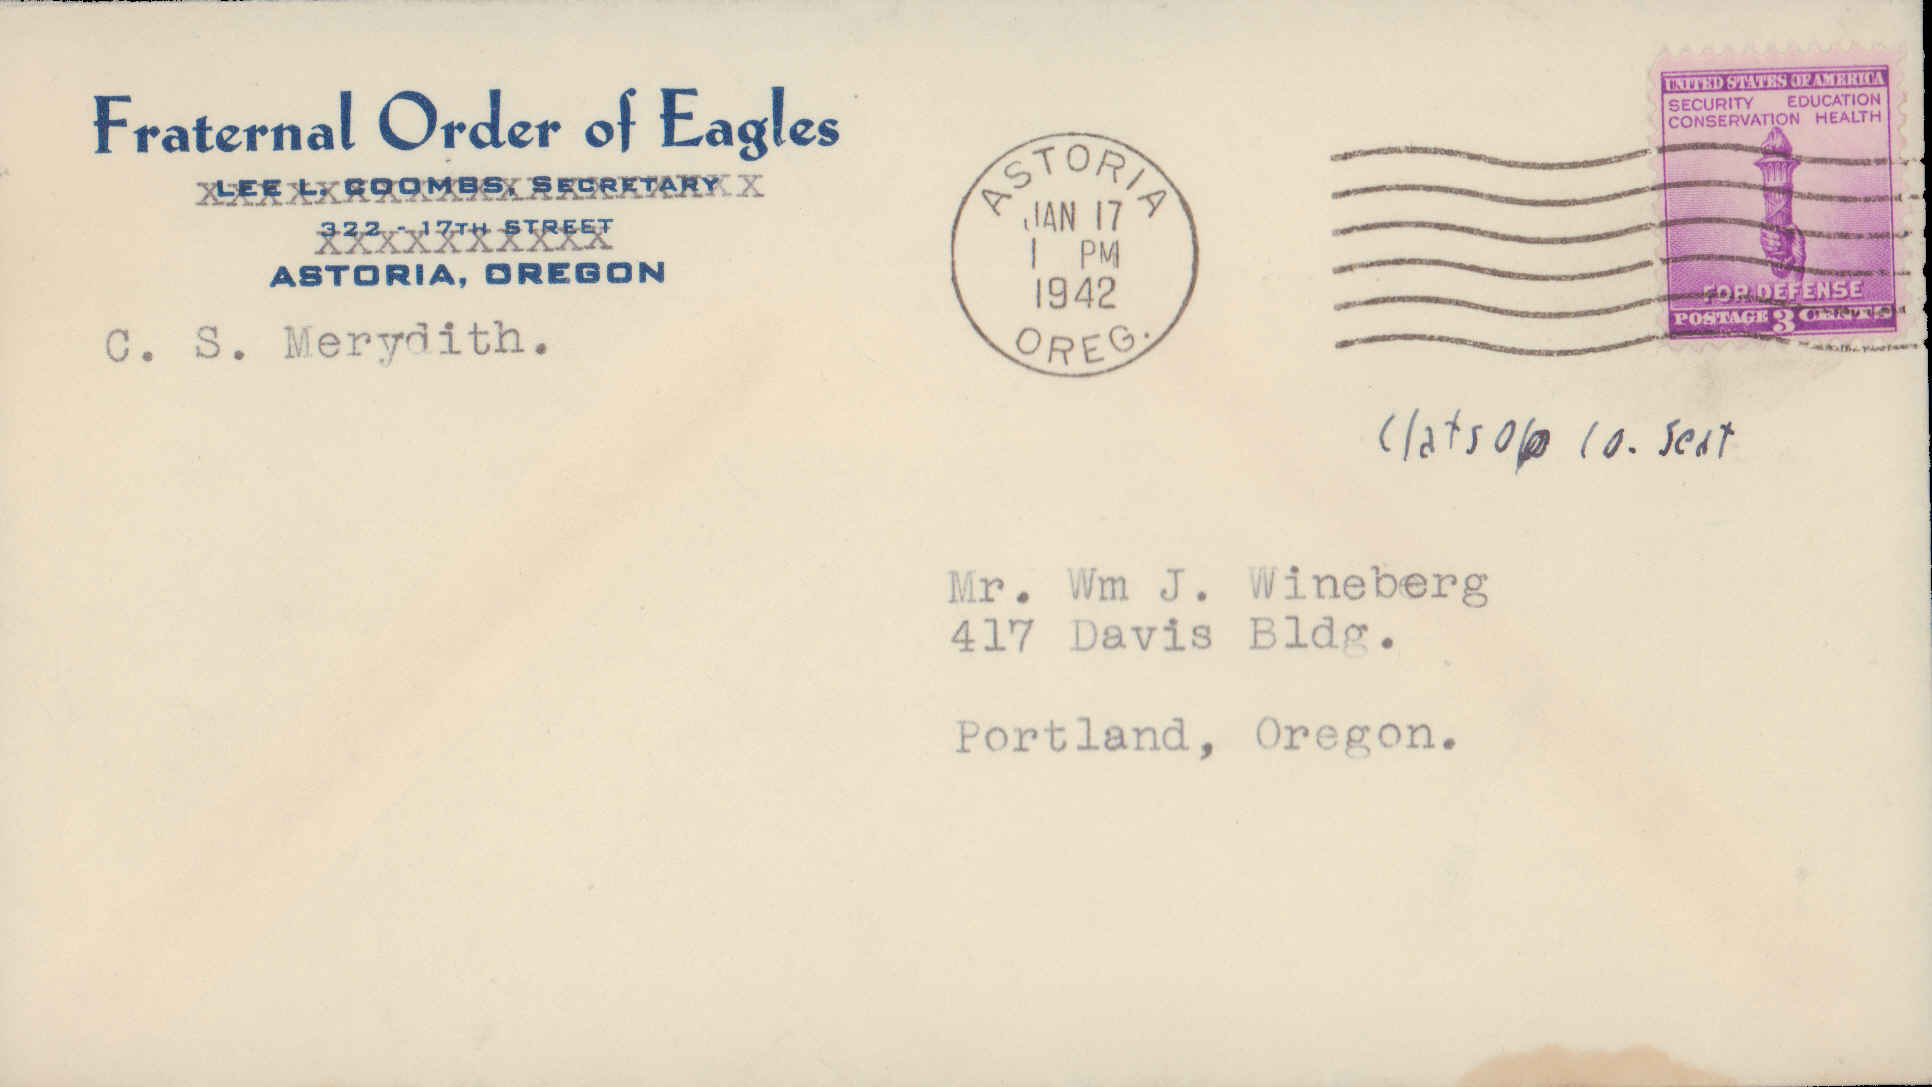 Fraternal Order of Eagles
LEE L. COOMBS, SECRETARY
322 - 17TH STREET
ASTORIA, OREGON
C. S. Merydith.
ASTORIA
JAN 17
1 PM
1942
OREG.
UNITED STATES OF AMERICA
SECURITY EDUCATION
CONSERVATION HEALTH
FOR DEFENSE
POSTAGE 3 CENTS
Clatsop Co. Seat
Mr. Wm J. Wineberg
417 Davis Bldg.
Portland, Oregon.